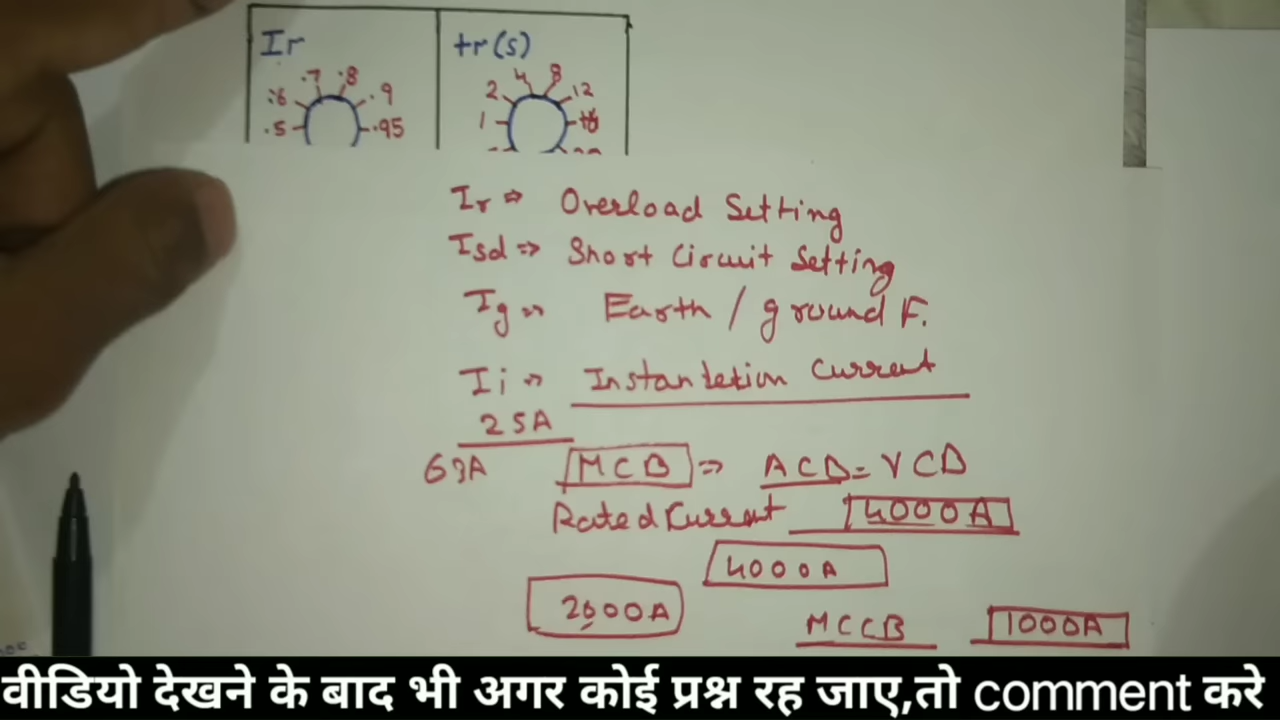 Ir tr(s)
.5 .6 .7 .8 .9 .95
1 2 4 8 12
Ir ⇒ Overload Setting
Isd ⇒ Short Circuit Setting
Ig ⇒ Earth / ground F.
Ii ⇒ Instantetion Current
25A
63A MCB ⇒ ACB = VCB
Rated Current 4000A
4000A
2000A
MCCB 1000A
वीडियो देखने के बाद भी अगर कोई प्रश्न रह जाए,तो comment करे